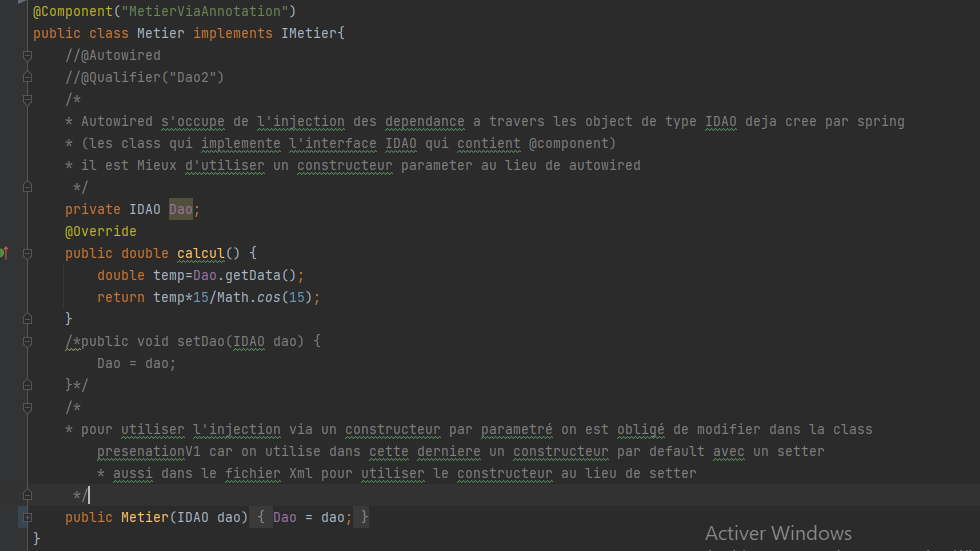 @Component("MetierViaAnnotation")
public class Metier implements IMetier{
//@Autowired
//@Qualifier("Dao2")
/*
* Autowired s'occupe de l'injection des dependance a travers les object de type IDAO deja cree par spring
* (les class qui implemente l'interface IDAO qui contient @component)
* il est Mieux d'utiliser un constructeur parameter au lieu de autowired
*/
private IDAO Dao;
@Override
public double calcul() {
double temp=Dao.getData();
return temp*15/Math.cos(15);
}
/*public void setDao(IDAO dao) {
Dao = dao;
}*/
/*
* pour utiliser l'injection via un constructeur par parametré on est obligé de modifier dans la class
presenationV1 car on utilise dans cette derniere un constructeur par default avec un setter
* aussi dans le fichier Xml pour utiliser le constructeur au lieu de setter
*/
public Metier(IDAO dao) { Dao = dao; }
}
Activer Windows